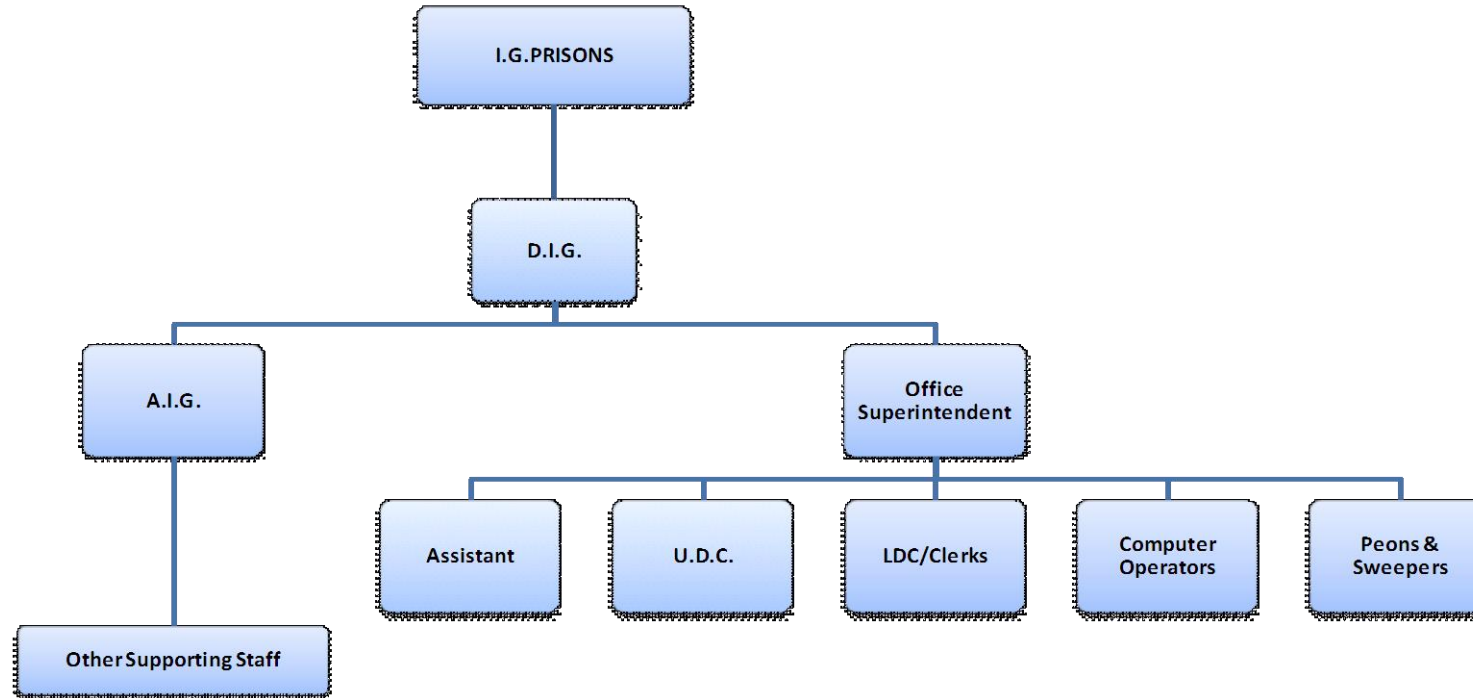 I.G.PRISONS
D.I.G.
A.I.G.
Office
Superintendent
Assistant
U.D.C.
LDC/Clerks
Computer
Operators
Peons &
Sweepers
Other Supporting Staff